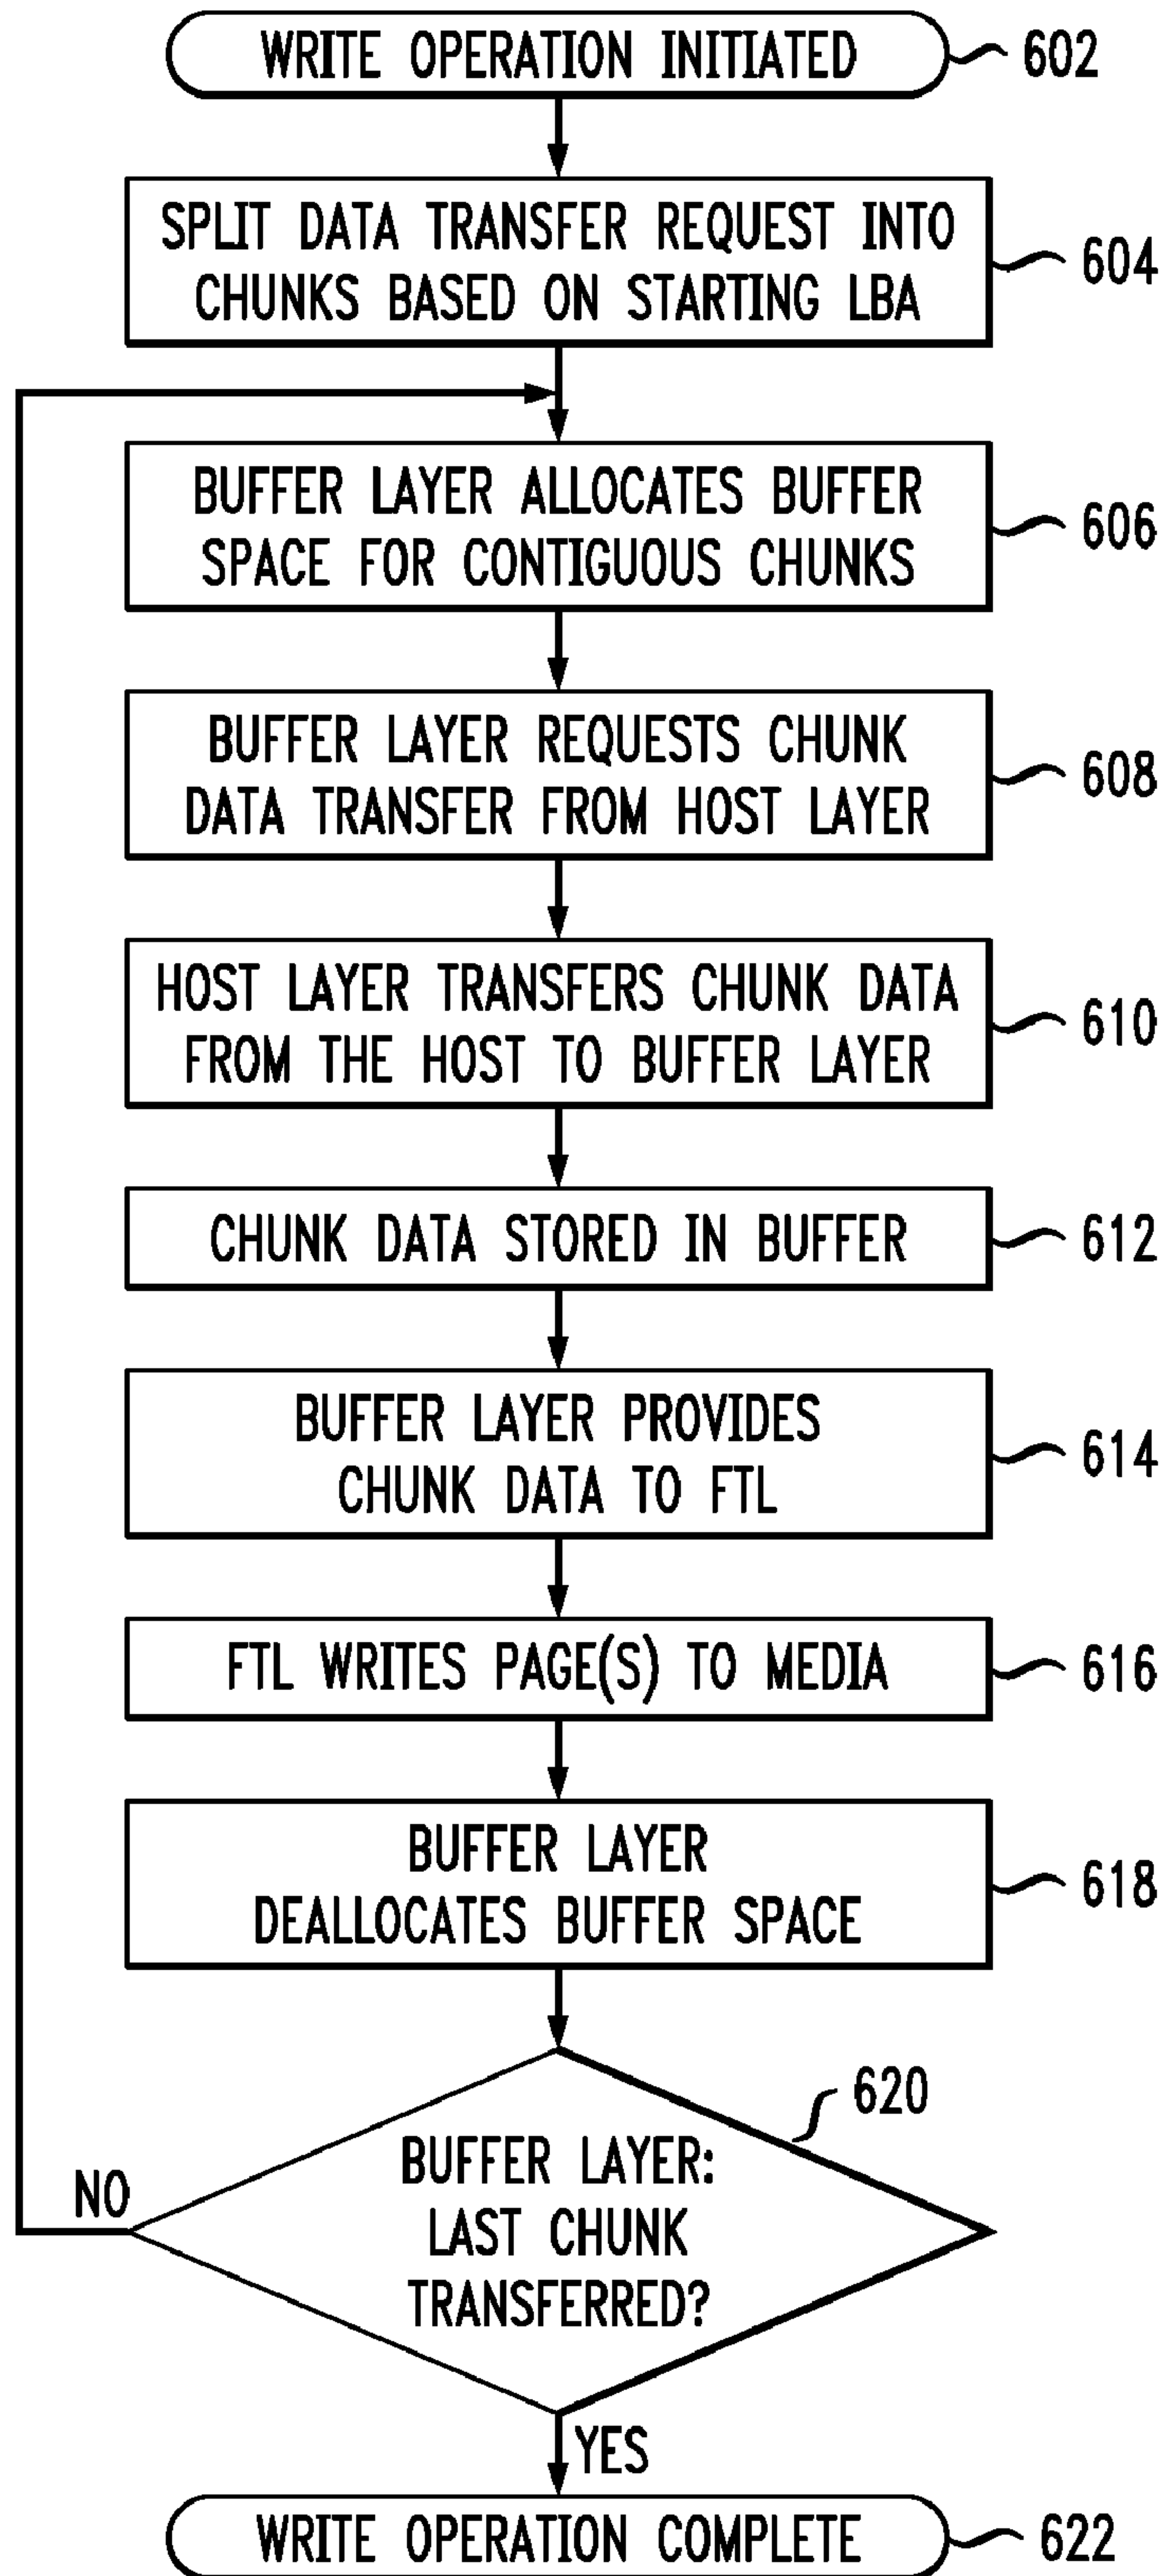 WRITE OPERATION INITIATED
602
SPLIT DATA TRANSFER REQUEST INTO
CHUNKS BASED ON STARTING LBA
604
BUFFER LAYER ALLOCATES BUFFER
SPACE FOR CONTIGUOUS CHUNKS
606
BUFFER LAYER REQUESTS CHUNK
DATA TRANSFER FROM HOST LAYER
608
HOST LAYER TRANSFERS CHUNK DATA
FROM THE HOST TO BUFFER LAYER
610
CHUNK DATA STORED IN BUFFER
612
BUFFER LAYER PROVIDES
CHUNK DATA TO FTL
614
FTL WRITES PAGE(S) TO MEDIA
616
BUFFER LAYER
DEALLOCATES BUFFER SPACE
618
620
BUFFER LAYER:
LAST CHUNK
TRANSFERRED?
NO
YES
WRITE OPERATION COMPLETE
622